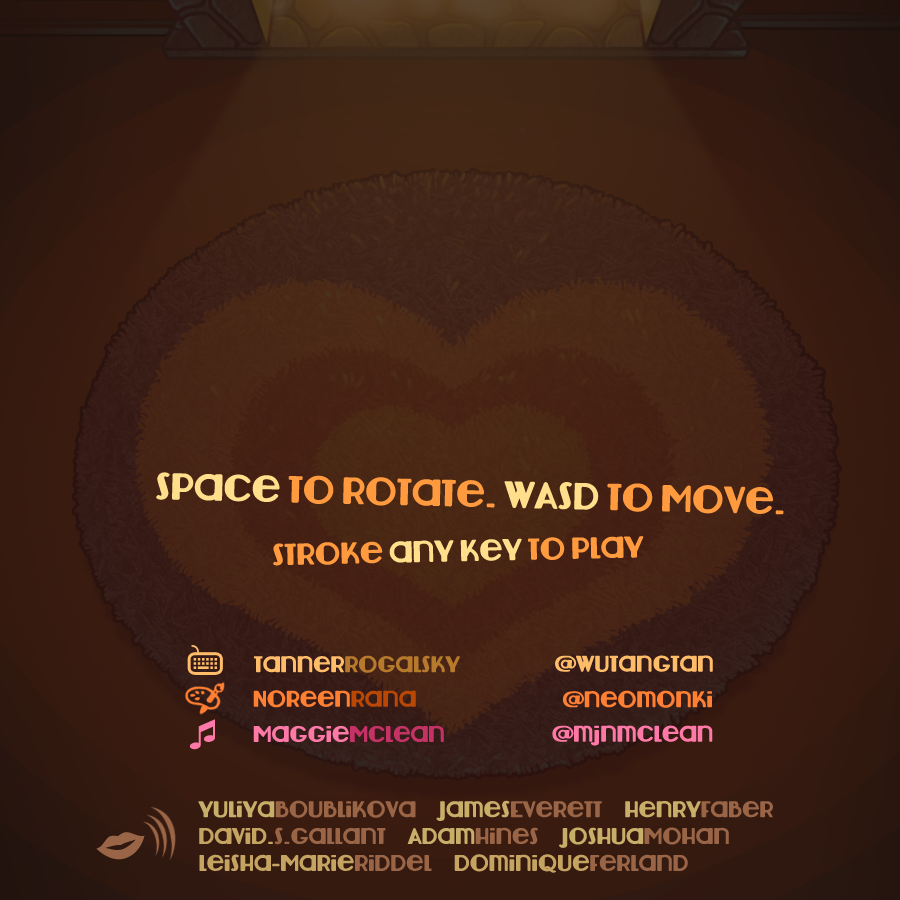 SPACE TO ROTATE. WASD TO MOVE.
STROKE ANY KEY TO PLAY
TANNERROGALSKY @WUTANGTAN
NOREENRANA @NEOMONKI
MAGGIEMCLEAN @MJNMCLEAN
YULIYABOUBLIKOVA JAMESEVERETT HENRYFABER
DAVID.S.GALLANT ADAMHINES JOSHUAMOHAN
LEISHA-MARIERIDDEL DOMINIQUEFERLAND